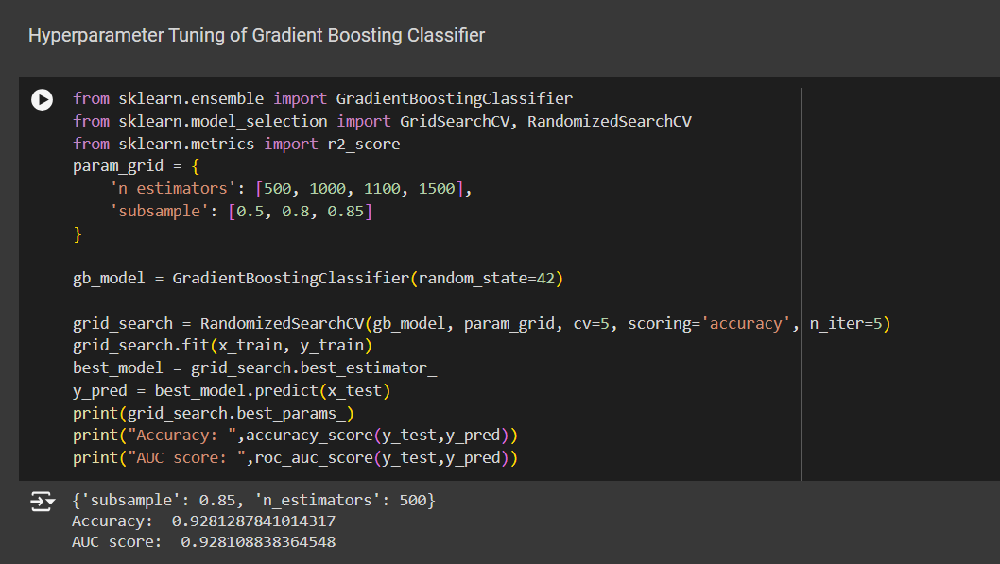 Hyperparameter Tuning of Gradient Boosting Classifier
from sklearn.ensemble import GradientBoostingClassifier
from sklearn.model_selection import GridSearchCV, RandomizedSearchCV
from sklearn.metrics import r2_score
param_grid = {
    'n_estimators': [500, 1000, 1100, 1500],
    'subsample': [0.5, 0.8, 0.85]
}
gb_model = GradientBoostingClassifier(random_state=42)
grid_search = RandomizedSearchCV(gb_model, param_grid, cv=5, scoring='accuracy', n_iter=5)
grid_search.fit(x_train, y_train)
best_model = grid_search.best_estimator_
y_pred = best_model.predict(x_test)
print(grid_search.best_params_)
print("Accuracy: ",accuracy_score(y_test,y_pred))
print("AUC score: ",roc_auc_score(y_test,y_pred))
{'subsample': 0.85, 'n_estimators': 500}
Accuracy:  0.9281287841014317
AUC score:  0.928108838364548